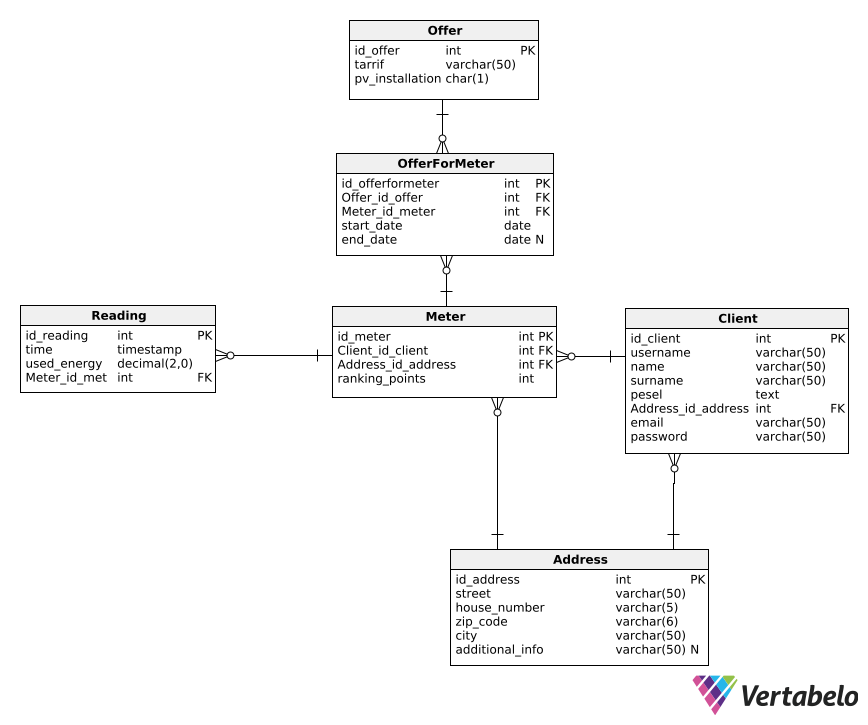 Offer
id_offer int PK
tarrif varchar(50)
pv_installation char(1)
OfferForMeter
id_offerformeter int PK
Offer_id_offer int FK
Meter_id_meter int FK
start_date date
end_date date N
Reading
id_reading int PK
time timestamp
used_energy decimal(2,0)
Meter_id_met int FK
Meter
id_meter int PK
Client_id_client int FK
Address_id_address int FK
ranking_points int
Client
id_client int PK
username varchar(50)
name varchar(50)
surname varchar(50)
pesel text
Address_id_address int FK
email varchar(50)
password varchar(50)
Address
id_address int PK
street varchar(50)
house_number varchar(5)
zip_code varchar(6)
city varchar(50)
additional_info varchar(50) N
Vertabelo